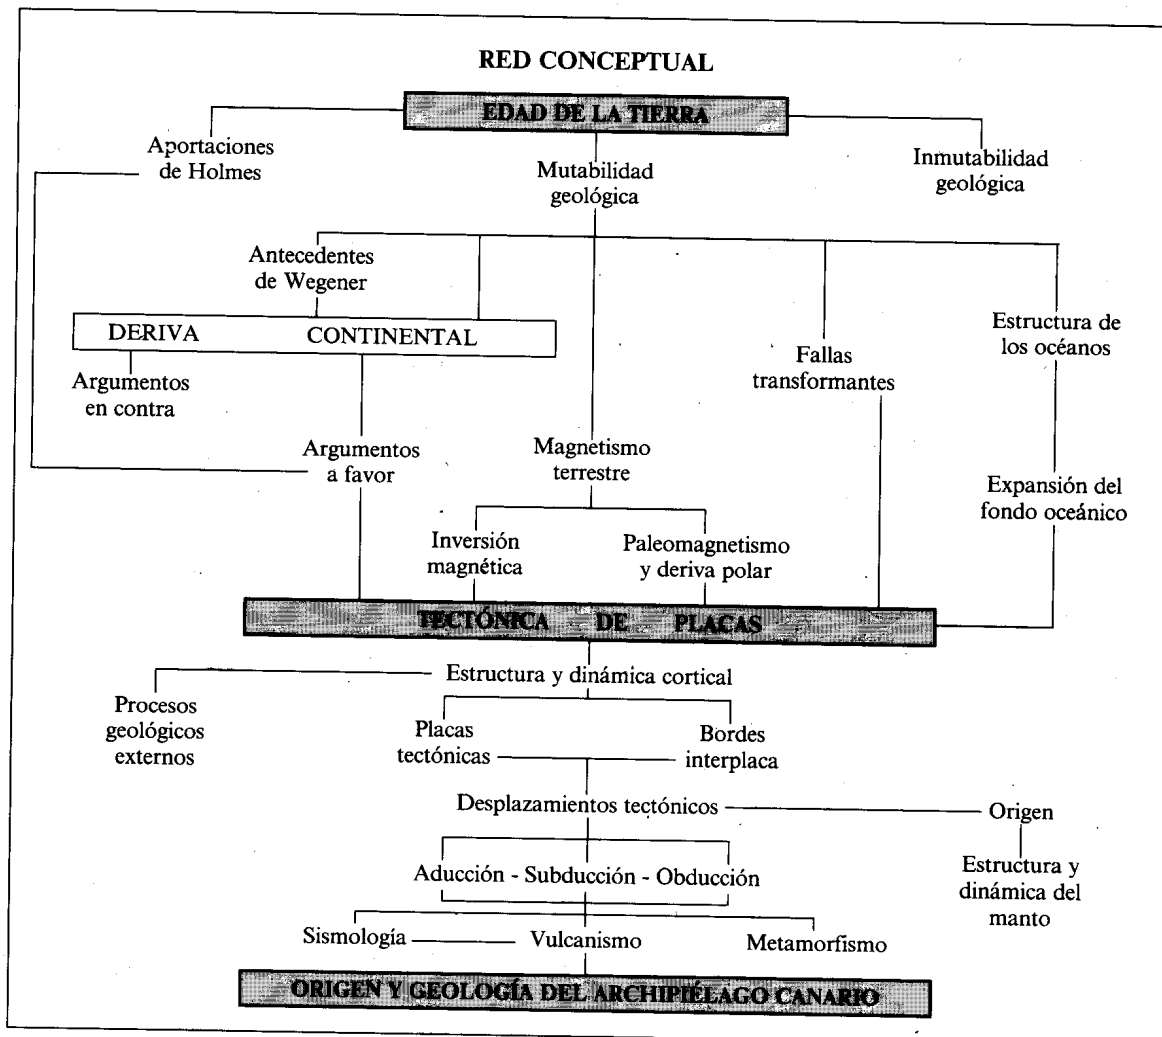 RED CONCEPTUAL
EDAD DE LA TIERRA
Aportaciones
de Holmes
Mutabilidad
geológica
Inmutabilidad
geológica
Antecedentes
de Wegener
DERIVA CONTINENTAL
Estructura de
los océanos
Fallas
transformantes
Argumentos
en contra
Argumentos
a favor
Magnetismo
terrestre
Expansión del
fondo oceánico
Inversión
magnética
Paleomagnetismo
y deriva polar
TECTÓNICA DE PLACAS
Estructura y dinámica cortical
Procesos
geológicos
externos
Placas
tectónicas
Bordes
interplaca
Desplazamientos tectónicos
Origen
Aducción - Subducción - Obducción
Estructura y
dinámica del
manto
Sismología
Vulcanismo
Metamorfismo
ORIGEN Y GEOLOGÍA DEL ARCHIPIÉLAGO CANARIO